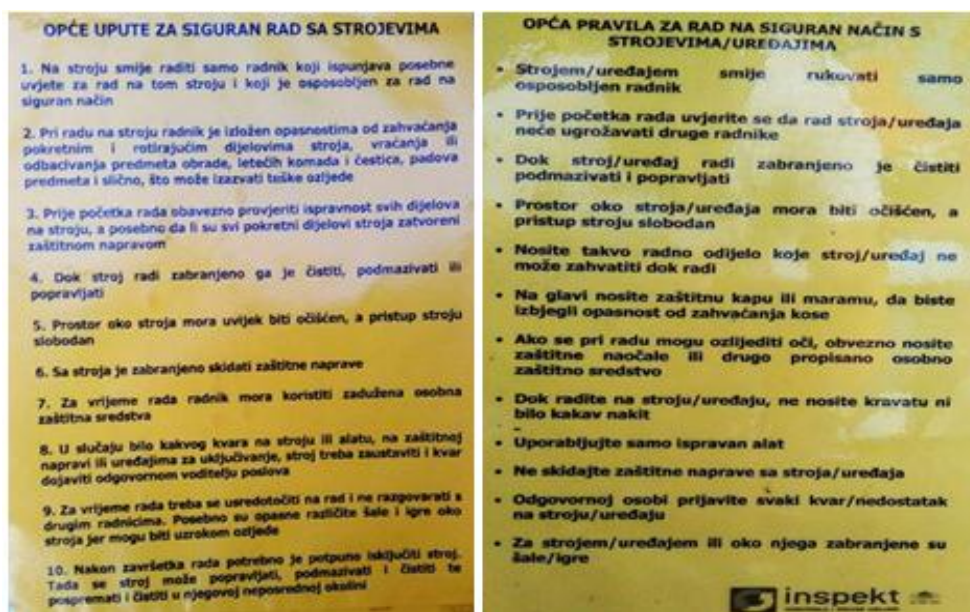 OPĆE UPUTE ZA SIGURAN RAD SA STROJEVIMA
1. Na stroju smije raditi samo radnik koji ispunjava posebne
uvjete za rad na tom stroju i koji je osposobljen za rad na
siguran način
2. Pri radu na stroju radnik je izložen opasnostima od zahvaćanja
pokretnim i rotirajućim dijelovima stroja, vraćanja ili
odbacivanja predmeta obrade, letećih komada i čestica, padova
predmeta i slično, što može izazvati teške ozljede
3. Prije početka rada obavezno provjeriti ispravnost svih dijelova
na stroju, a posebno da li su svi pokretni dijelovi stroja zatvoreni
zaštitnom napravom
4. Dok stroj radi zabranjeno ga je čistiti, podmazivati ili
popravljati
5. Prostor oko stroja mora uvijek biti očišćen, a pristup stroju
slobodan
6. Sa stroja je zabranjeno skidati zaštitne naprave
7. Za vrijeme rada radnik mora koristiti zadužena osobna
zaštitna sredstva
8. U slučaju bilo kakvog kvara na stroju ili alatu, na zaštitnoj
napravi ili uređajima za uključivanje, stroj treba zaustaviti i kvar
dojaviti odgovornom voditelju poslova
9. Za vrijeme rada treba se usredotočiti na rad i ne razgovarati s
drugim radnicima. Posebno su opasne različite šale i igre oko
stroja jer mogu biti uzrokom ozljede
10. Nakon završetka rada potrebno je potpuno isključiti stroj.
Tada se stroj može popravljati, podmazivati i čistiti te
pospremati i čistiti u njegovoj neposrednoj okolini
OPĆA PRAVILA ZA RAD NA SIGURAN NAČIN S
STROJEVIMA/UREĐAJIMA
• Strojem/uređajem smije rukovati samo
osposobljen radnik
• Prije početka rada uvjerite se da rad stroja/uređaja
neće ugrožavati druge radnike
• Dok stroj/uređaj radi zabranjeno je čistiti
podmazivati i popravljati
• Prostor oko stroja/uređaja mora biti očišćen, a
pristup stroju slobodan
• Nosite takvo radno odijelo koje stroj/uređaj ne
može zahvatiti dok radi
• Na glavi nosite zaštitnu kapu ili maramu, da biste
izbjegli opasnost od zahvaćanja kose
• Ako se pri radu mogu ozlijediti oči, obvezno nosite
zaštitne naočale ili drugo propisano osobno
zaštitno sredstvo
• Dok radite na stroju/uređaju, ne nosite kravatu ni
bilo kakav nakit
• Uporabljujte samo ispravan alat
• Ne skidajte zaštitne naprave sa stroja/uređaja
• Odgovornoj osobi prijavite svaki kvar/nedostatak
na stroju/uređaju
• Za strojem/uređajem ili oko njega zabranjene su
šale/igre
inspekt